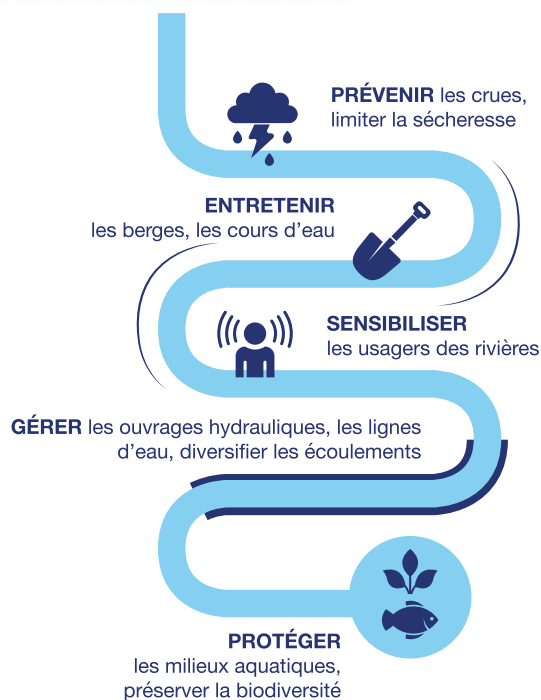 PRÉVENIR les crues,
limiter la sécheresse
ENTRETENIR
les berges, les cours d’eau
SENSIBILISER
les usagers des rivières
GÉRER les ouvrages hydrauliques, les lignes
d’eau, diversifier les écoulements
PROTÉGER
les milieux aquatiques,
préserver la biodiversité